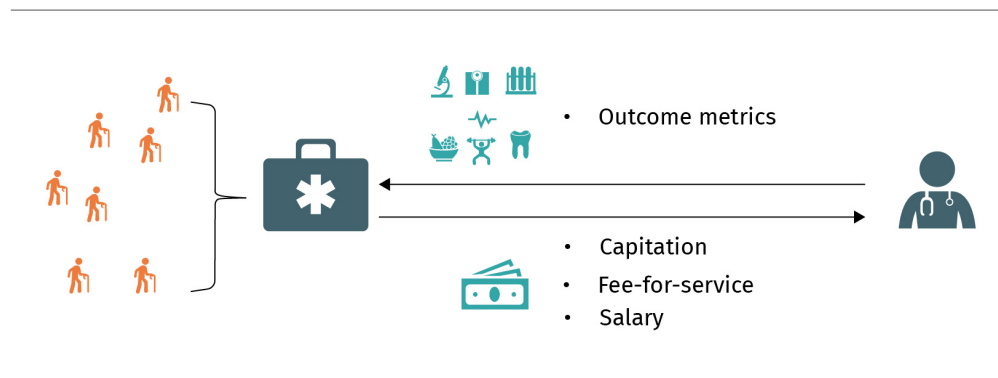 • Outcome metrics
• Capitation
• Fee-for-service
• Salary